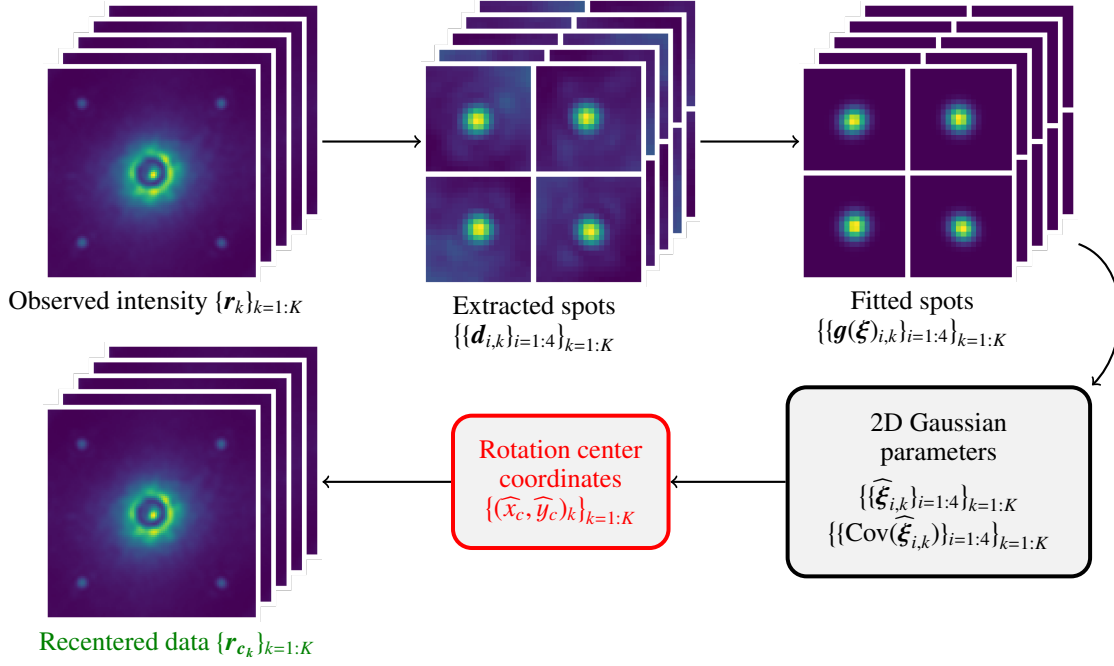 Observed intensity {r_k}_{k=1:K}
Extracted spots
{{d_{i,k}}_{i=1:4}}_{k=1:K}
Fitted spots
{{g(ξ)_{i,k}}_{i=1:4}}_{k=1:K}
2D Gaussian
parameters
{{ξ̂_{i,k}}_{i=1:4}}_{k=1:K}
{{Cov(ξ̂_{i,k})}_{i=1:4}}_{k=1:K}
Rotation center
coordinates
{(x̂_c, ŷ_c)_k}_{k=1:K}
Recentered data {r_{c_k}}_{k=1:K}